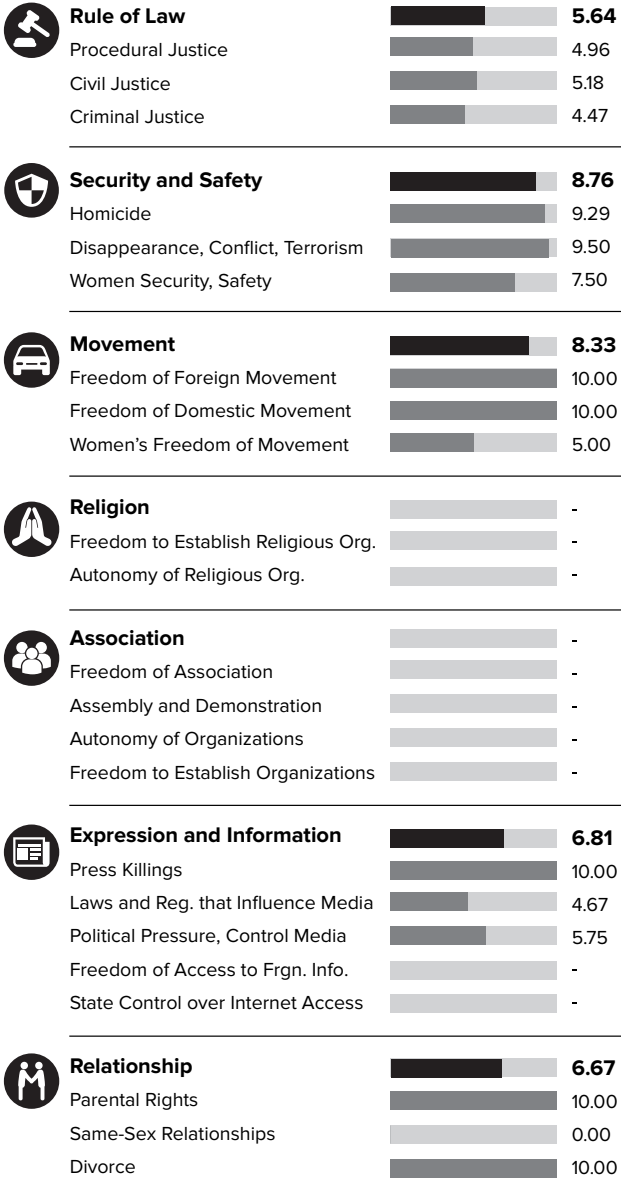 Rule of Law 5.64
Procedural Justice 4.96
Civil Justice 5.18
Criminal Justice 4.47
Security and Safety 8.76
Homicide 9.29
Disappearance, Conflict, Terrorism 9.50
Women Security, Safety 7.50
Movement 8.33
Freedom of Foreign Movement 10.00
Freedom of Domestic Movement 10.00
Women’s Freedom of Movement 5.00
Religion -
Freedom to Establish Religious Org. -
Autonomy of Religious Org. -
Association -
Freedom of Association -
Assembly and Demonstration -
Autonomy of Organizations -
Freedom to Establish Organizations -
Expression and Information 6.81
Press Killings 10.00
Laws and Reg. that Influence Media 4.67
Political Pressure, Control Media 5.75
Freedom of Access to Frgn. Info. -
State Control over Internet Access -
Relationship 6.67
Parental Rights 10.00
Same-Sex Relationships 0.00
Divorce 10.00